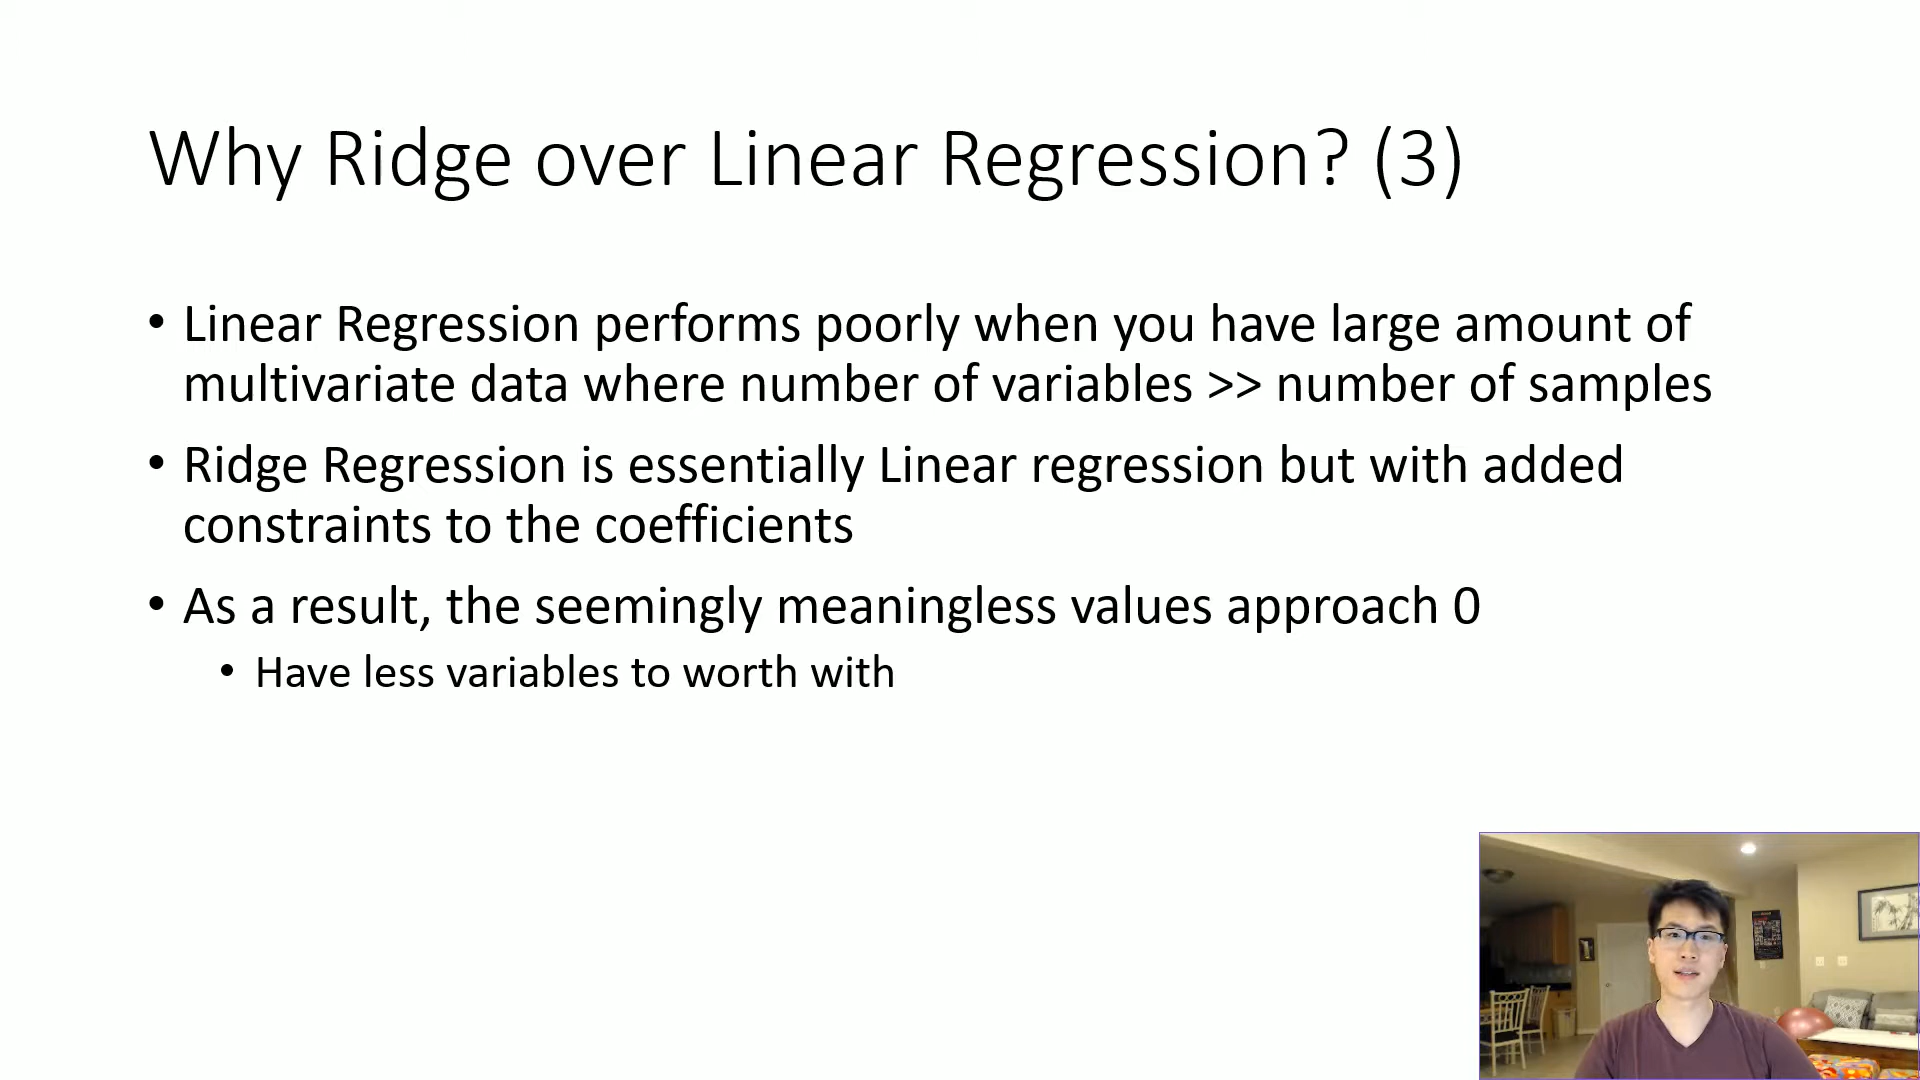 Why Ridge over Linear Regression? (3)
• Linear Regression performs poorly when you have large amount of
multivariate data where number of variables >> number of samples
• Ridge Regression is essentially Linear regression but with added
constraints to the coefficients
• As a result, the seemingly meaningless values approach 0
• Have less variables to worth with